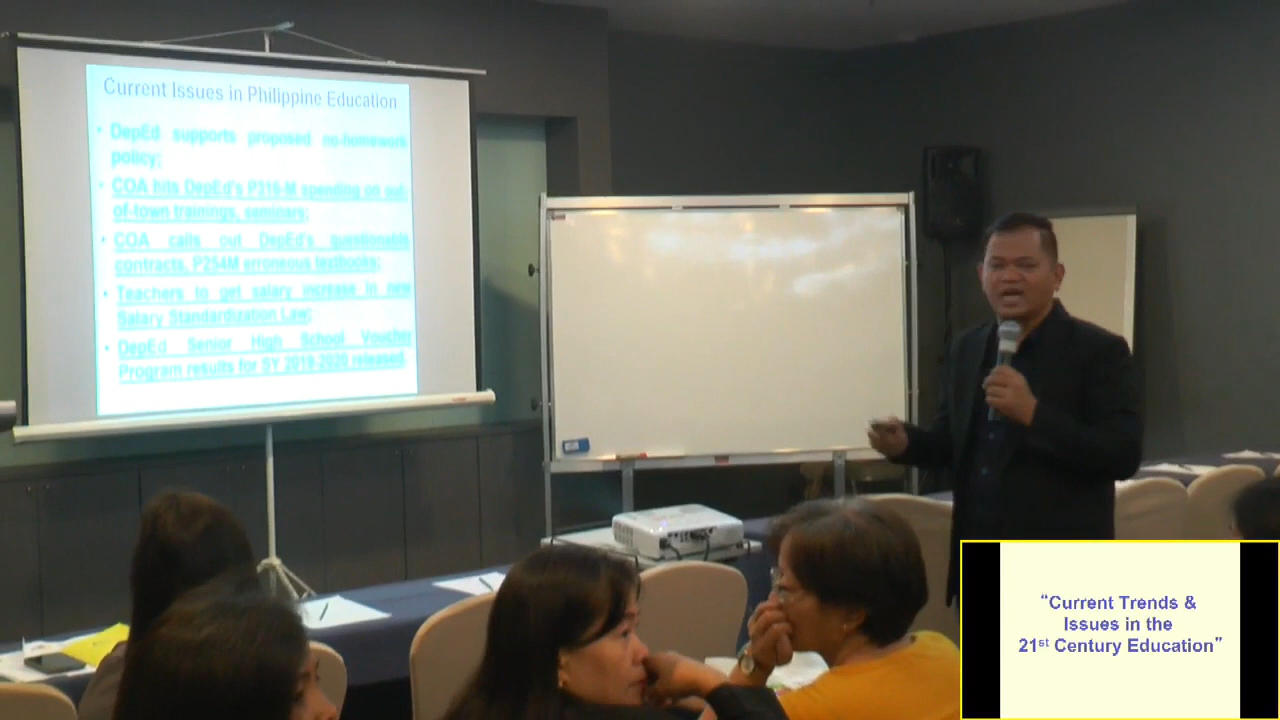 Current Issues in Philippine Education
• DepEd supports proposed no-homework
policy;
• COA hits DepEd's P316-M spending on out-
of-town trainings, seminars;
• COA calls out DepEd's questionable
contracts, P254M erroneous textbooks;
• Teachers to get salary increase in new
Salary Standardization Law;
• DepEd Senior High School Voucher
Program results for SY 2019-2020 released.
“Current Trends &
Issues in the
21st Century Education”